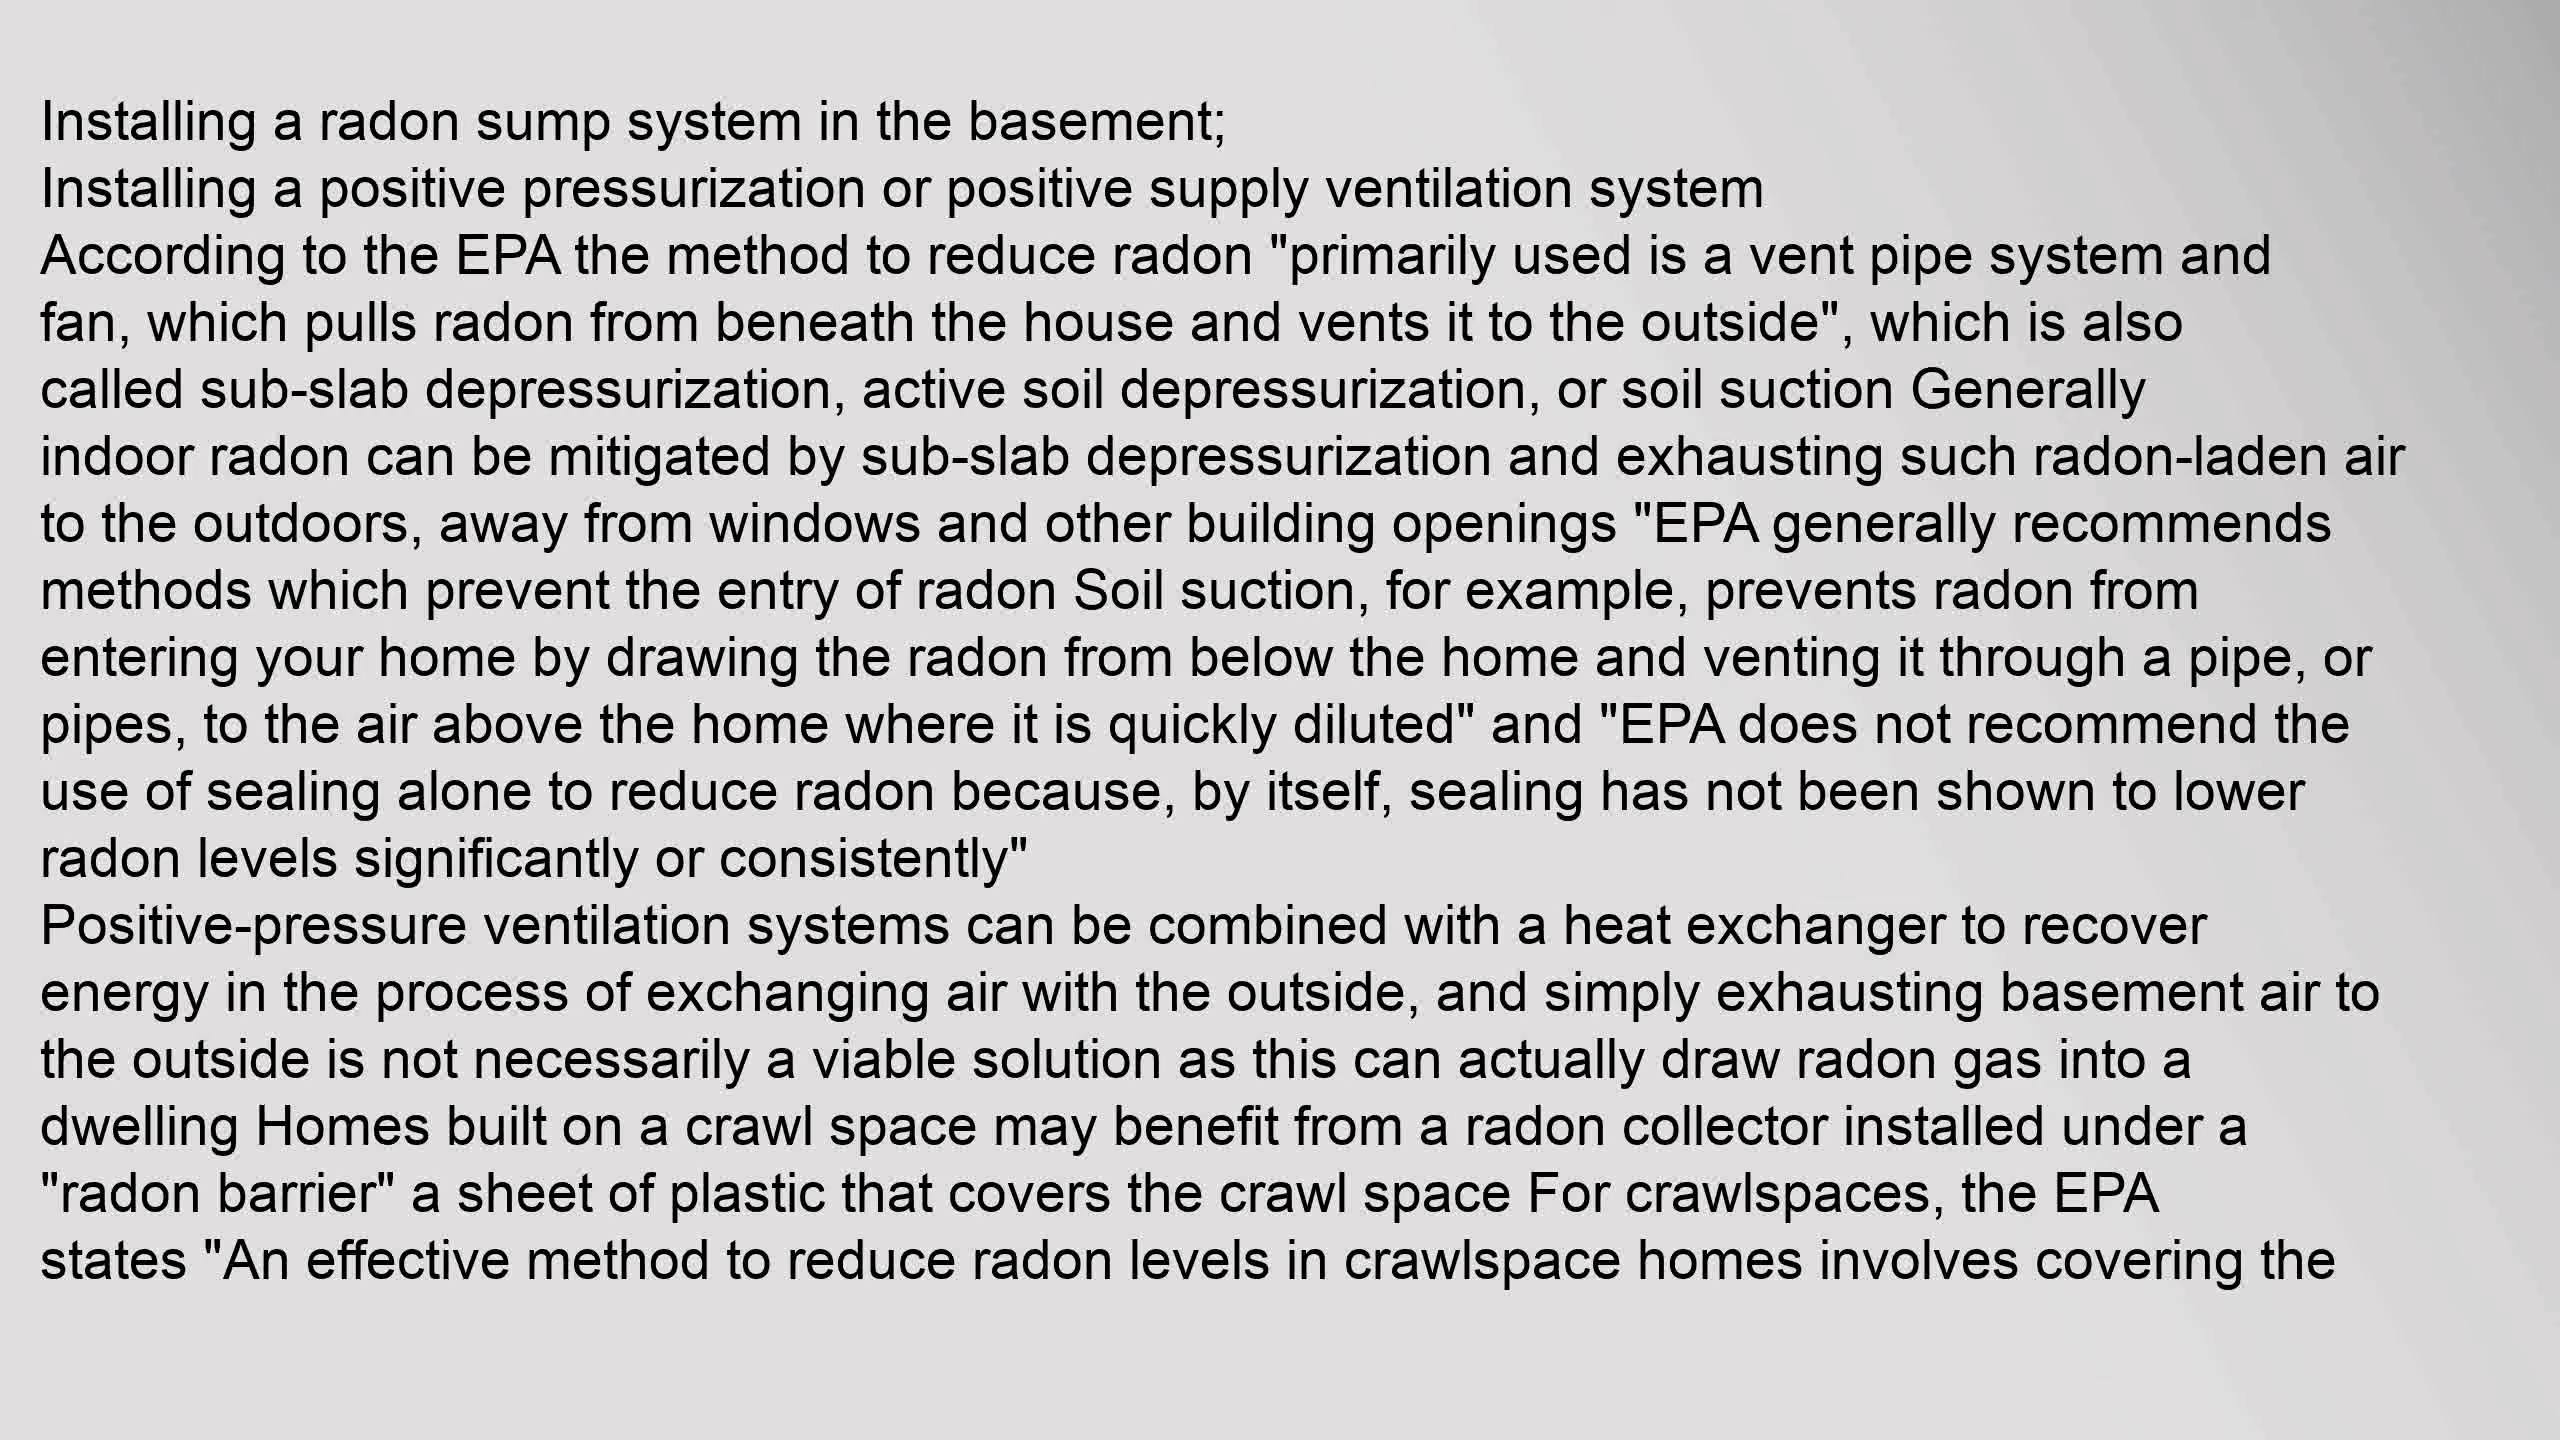 Installing a radon sump system in the basement;
Installing a positive pressurization or positive supply ventilation system
According to the EPA the method to reduce radon "primarily used is a vent pipe system and
fan, which pulls radon from beneath the house and vents it to the outside", which is also
called sub-slab depressurization, active soil depressurization, or soil suction Generally
indoor radon can be mitigated by sub-slab depressurization and exhausting such radon-laden air
to the outdoors, away from windows and other building openings "EPA generally recommends
methods which prevent the entry of radon Soil suction, for example, prevents radon from
entering your home by drawing the radon from below the home and venting it through a pipe, or
pipes, to the air above the home where it is quickly diluted" and "EPA does not recommend the
use of sealing alone to reduce radon because, by itself, sealing has not been shown to lower
radon levels significantly or consistently"
Positive-pressure ventilation systems can be combined with a heat exchanger to recover
energy in the process of exchanging air with the outside, and simply exhausting basement air to
the outside is not necessarily a viable solution as this can actually draw radon gas into a
dwelling Homes built on a crawl space may benefit from a radon collector installed under a
"radon barrier" a sheet of plastic that covers the crawl space For crawlspaces, the EPA
states "An effective method to reduce radon levels in crawlspace homes involves covering the